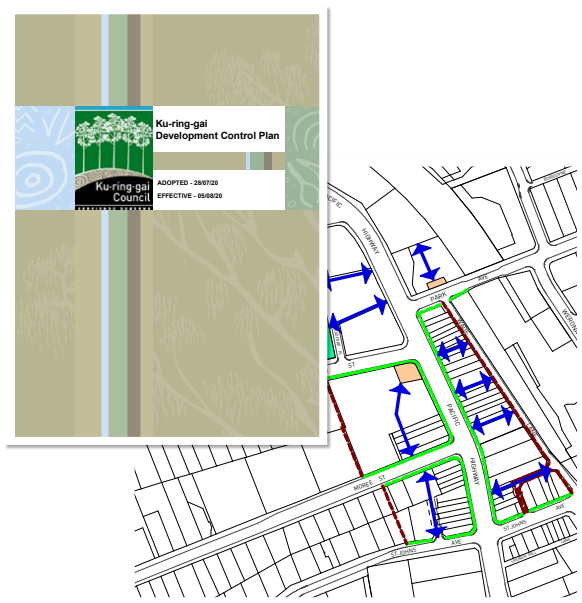 Ku-ring-gai
Development Control Plan
Ku-ring-gai
Council
ADOPTED - 28/07/20
EFFECTIVE - 05/08/20
HIGHWAY
PARK
AVE
ST
PACIFIC
HIGHWAY
LANE
MOREE ST
ST JOHNS
AVE
ST JOHNS
AVE